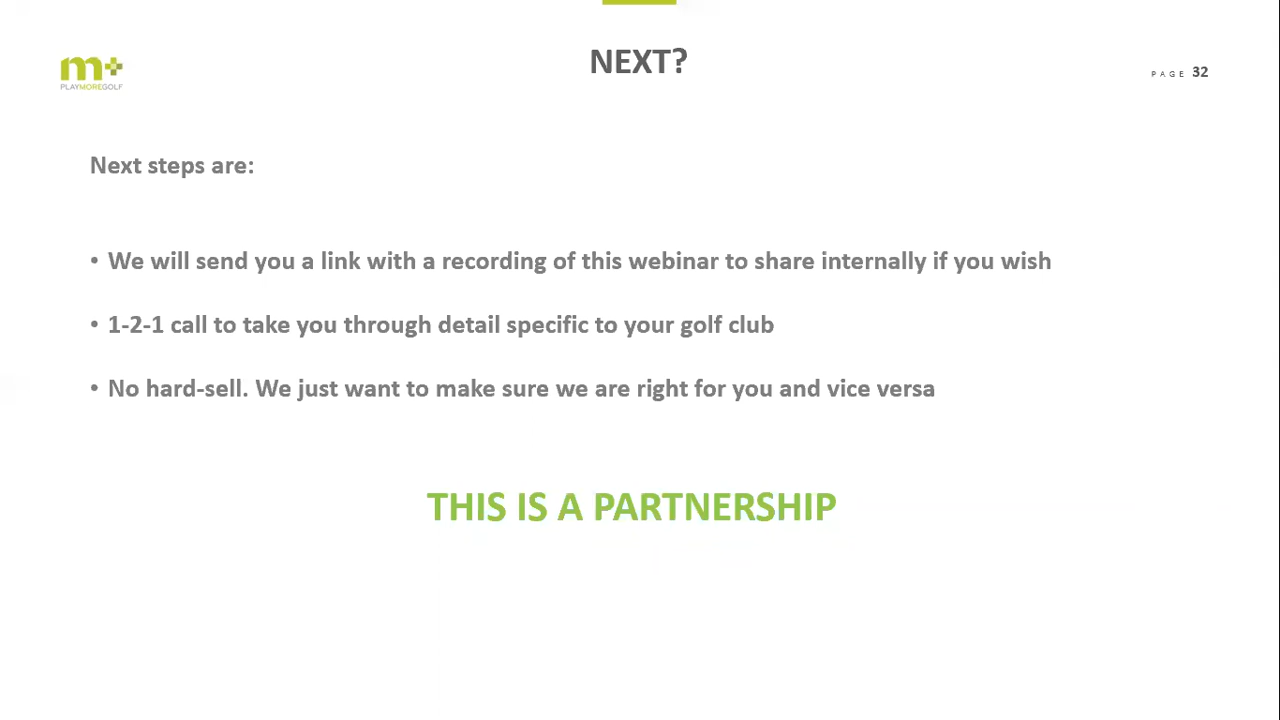 NEXT?
m+
PLAYMOREGOLF
PAGE 32
Next steps are:
• We will send you a link with a recording of this webinar to share internally if you wish
• 1-2-1 call to take you through detail specific to your golf club
• No hard-sell. We just want to make sure we are right for you and vice versa
THIS IS A PARTNERSHIP